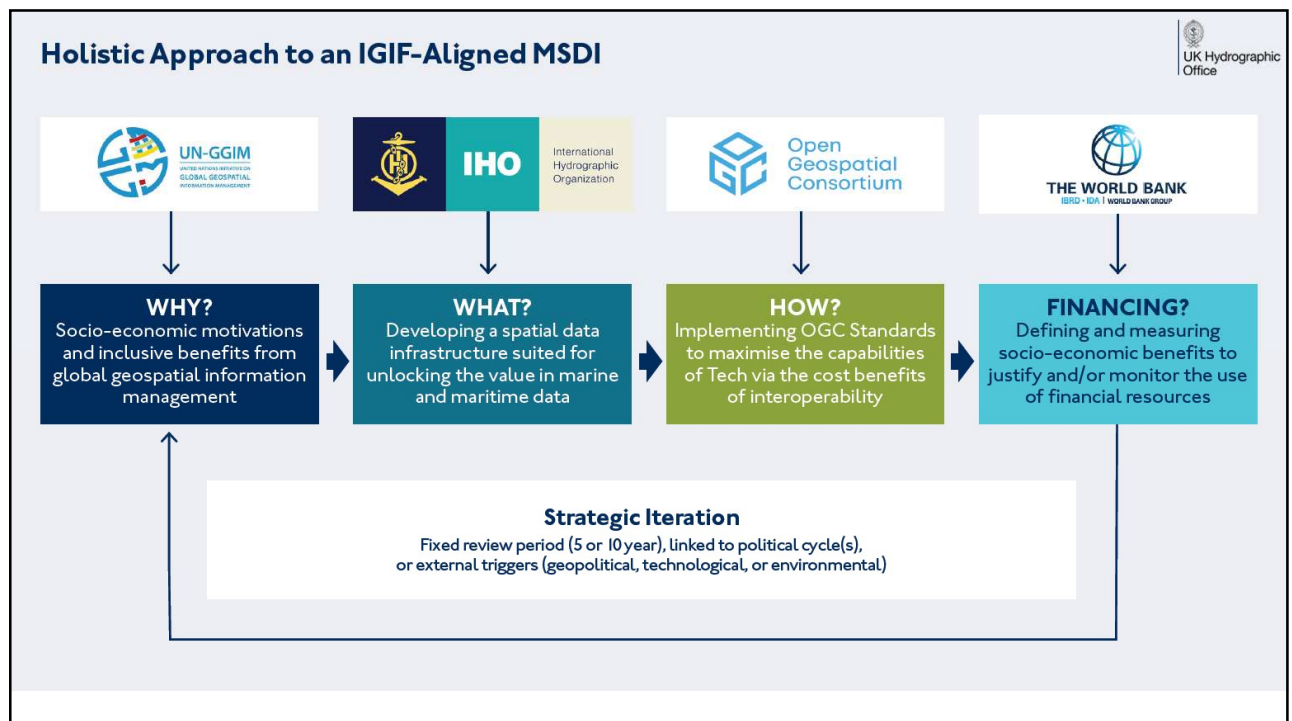 Holistic Approach to an IGIF-Aligned MSDI
UK Hydrographic
Office
UN-GGIM
UNITED NATIONS INITIATIVE ON
GLOBAL GEOSPATIAL
INFORMATION MANAGEMENT
IHO
International
Hydrographic
Organization
OGC
Open
Geospatial
Consortium
THE WORLD BANK
IBRD • IDA | WORLD BANK GROUP
WHY?
Socio-economic motivations
and inclusive benefits from
global geospatial information
management
WHAT?
Developing a spatial data
infrastructure suited for
unlocking the value in marine
and maritime data
HOW?
Implementing OGC Standards
to maximise the capabilities
of Tech via the cost benefits
of interoperability
FINANCING?
Defining and measuring
socio-economic benefits to
justify and/or monitor the use
of financial resources
Strategic Iteration
Fixed review period (5 or 10 year), linked to political cycle(s),
or external triggers (geopolitical, technological, or environmental)